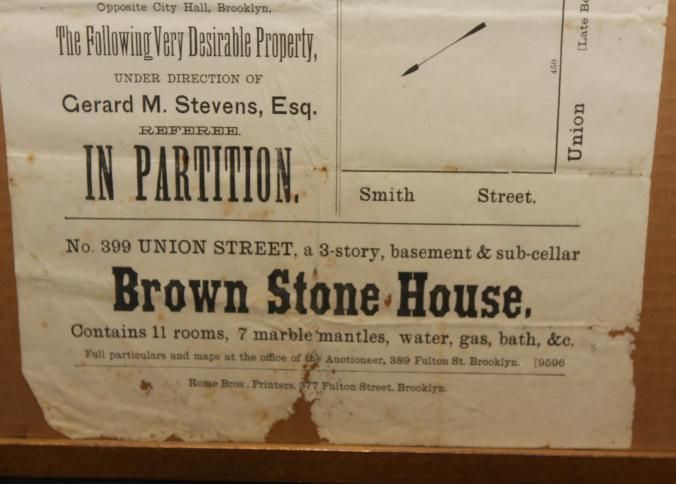 Opposite City Hall, Brooklyn,
The Following Very Desirable Property,
UNDER DIRECTION OF
Gerard M. Stevens, Esq.
REFEREE.
IN PARTITION.
450
Union
[Late
Smith Street.
No. 399 UNION STREET, a 3-story, basement & sub-cellar
Brown Stone House,
Contains 11 rooms, 7 marble mantles, water, gas, bath, &c.
Full particulars and maps at the office of the Auctioneer, 389 Fulton St. Brooklyn. [9596
Rome Bros., Printers, 377 Fulton Street, Brooklyn.